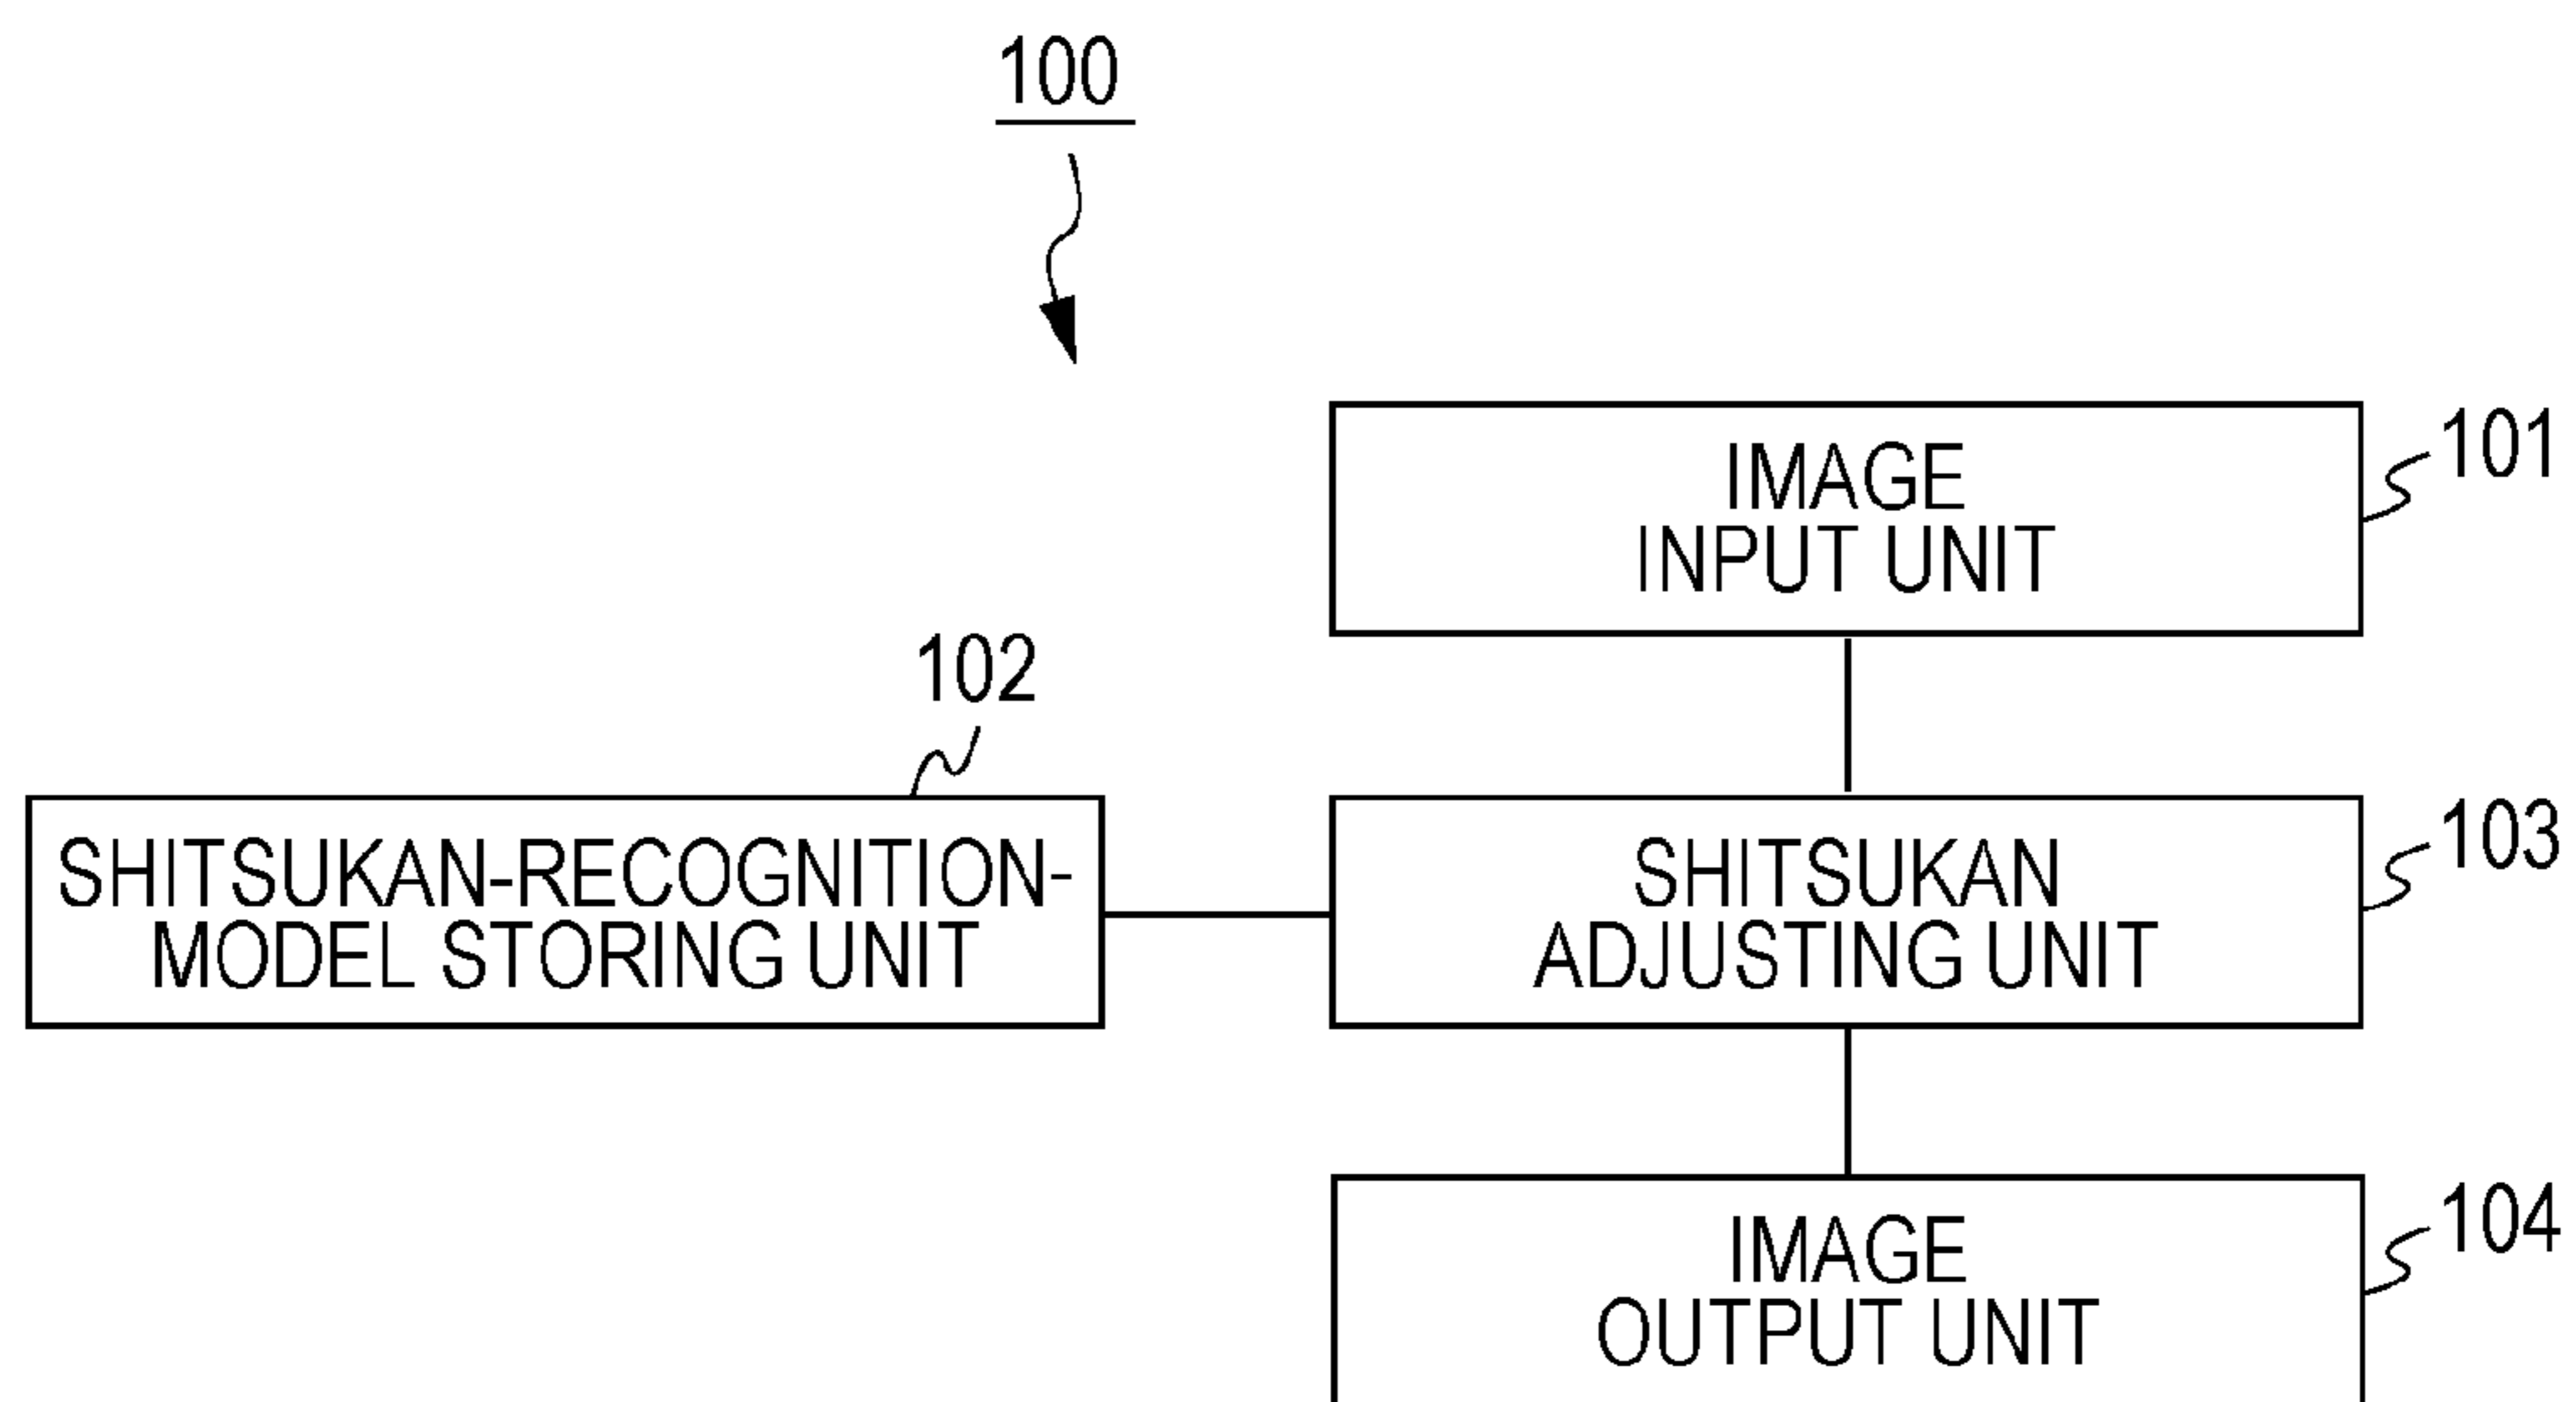 100
IMAGE
INPUT UNIT
101
102
SHITSUKAN-RECOGNITION-
MODEL STORING UNIT
SHITSUKAN
ADJUSTING UNIT
103
IMAGE
OUTPUT UNIT
104